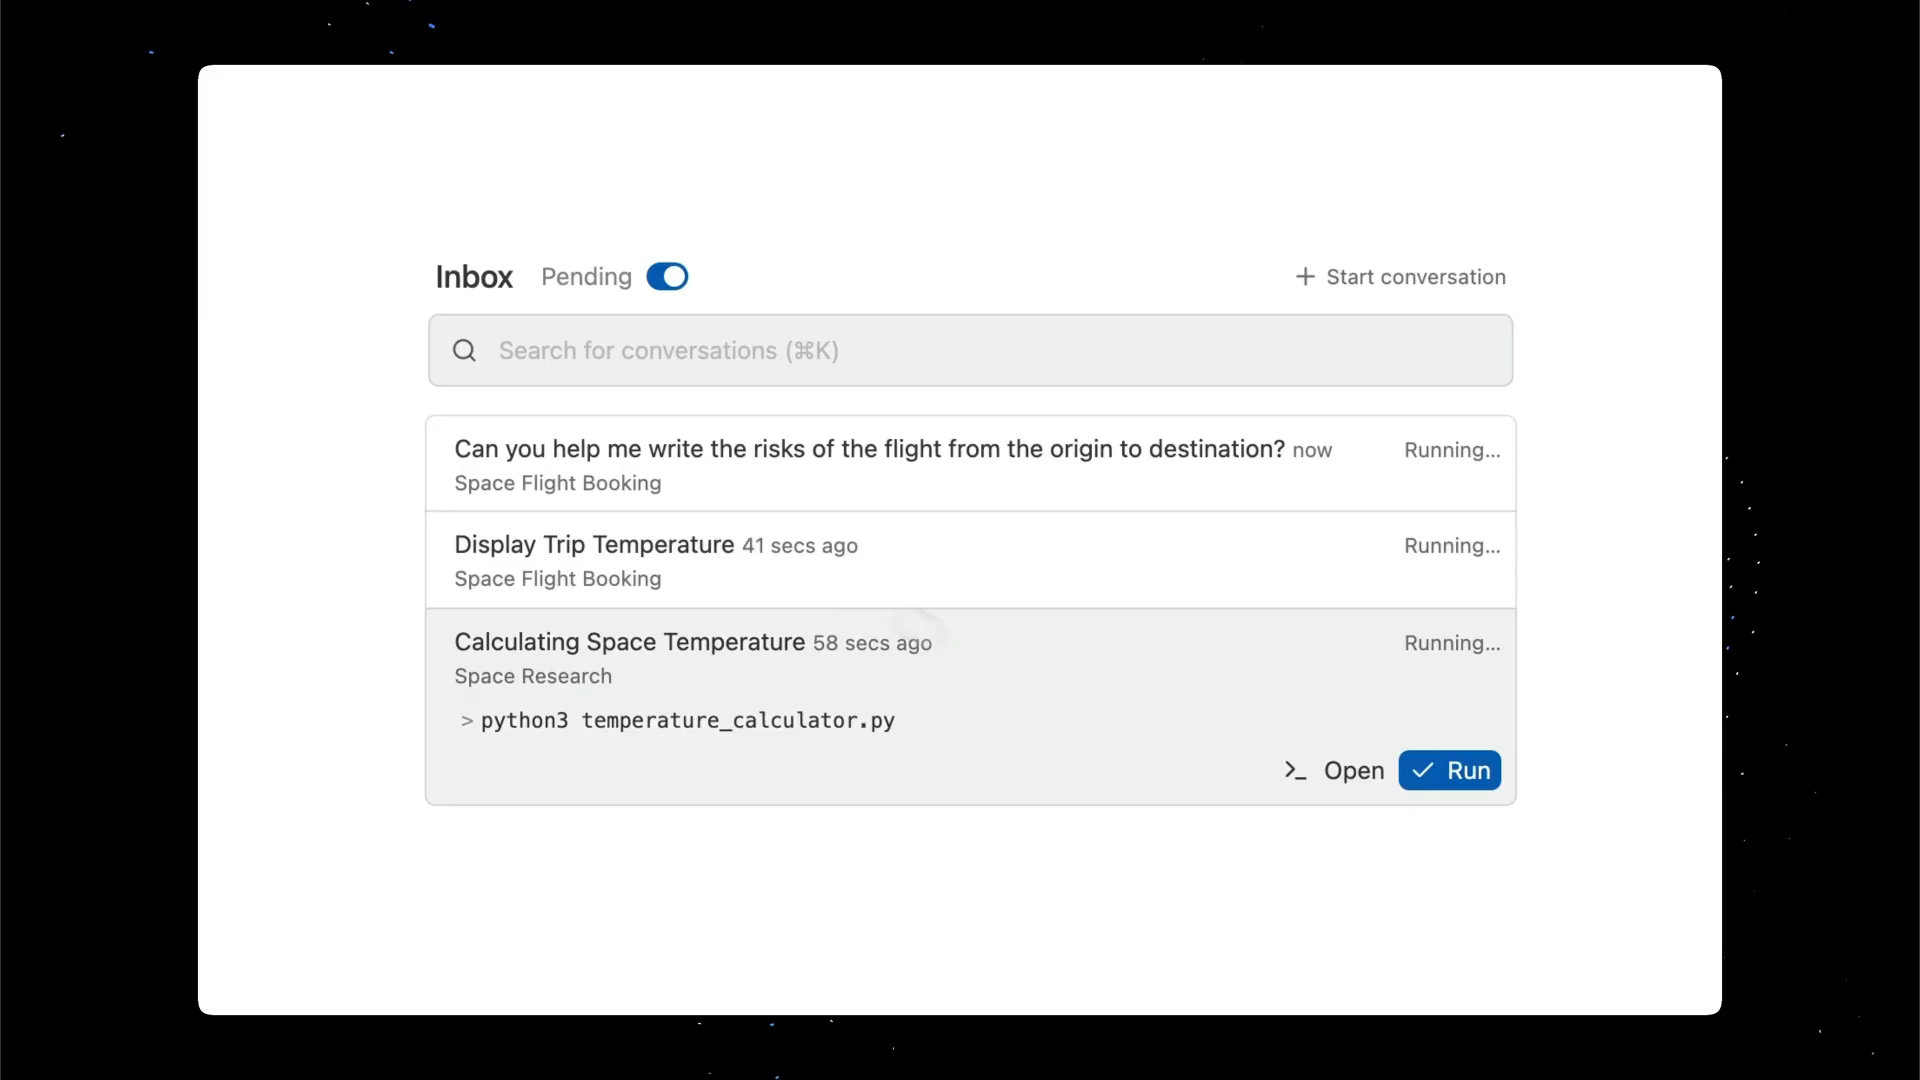 Inbox Pending + Start conversation
Search for conversations (⌘K)
Can you help me write the risks of the flight from the origin to destination? now Running...
Space Flight Booking
Display Trip Temperature 41 secs ago Running...
Space Flight Booking
Calculating Space Temperature 58 secs ago Running...
Space Research
> python3 temperature_calculator.py
>_ Open ✓ Run